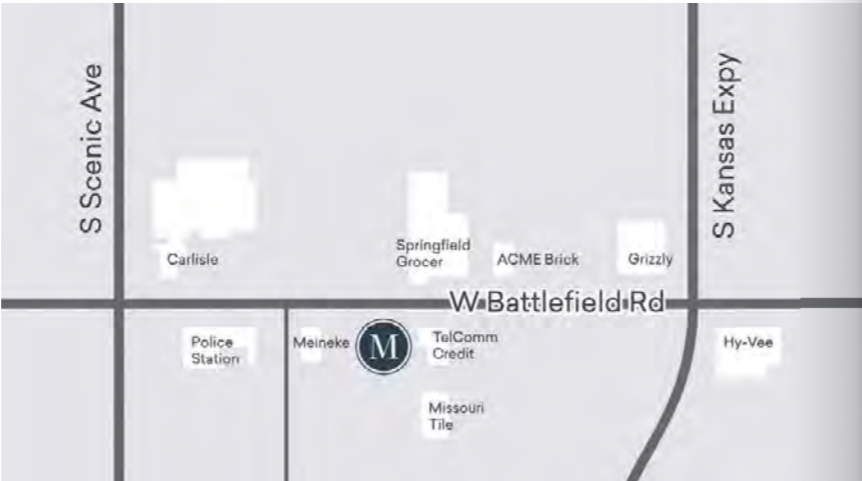 S Scenic Ave
S Kansas Expy
Carlisle
Springfield
Grocer
ACME Brick
Grizzly
W Battlefield Rd
Police
Station
Meineke
M
TelComm
Credit
Hy-Vee
Missouri
Tile